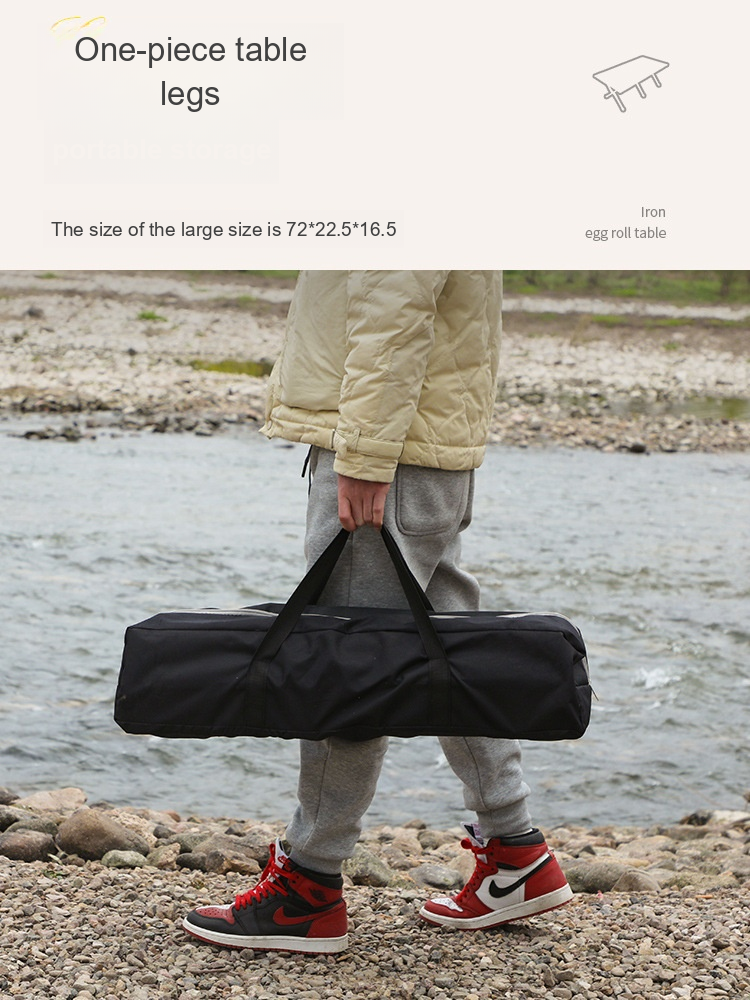 One-piece table
legs
portable storage
The size of the large size is 72*22.5*16.5
Iron
egg roll table